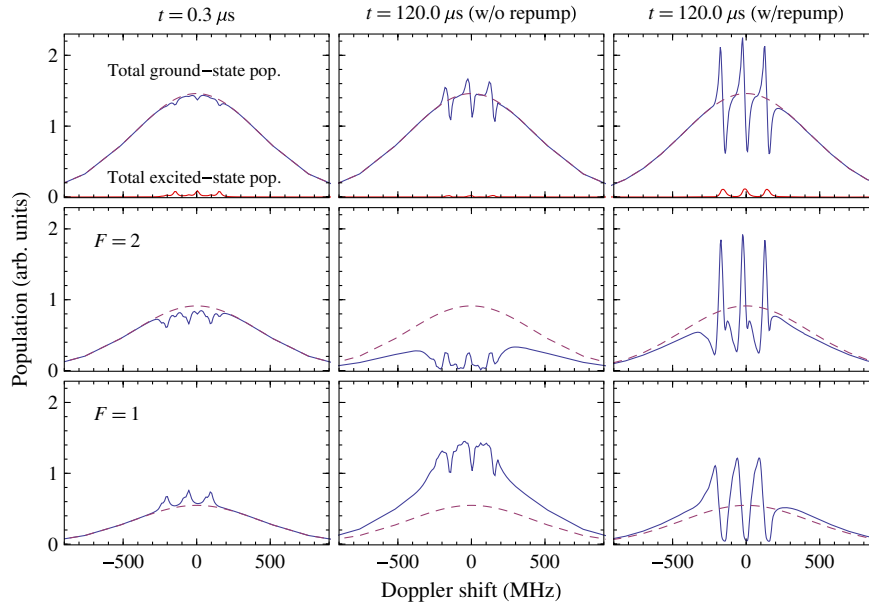 t = 0.3 μs
t = 120.0 μs (w/o repump)
t = 120.0 μs (w/repump)
2
1
0
Total ground−state pop.
Total excited−state pop.
2
1
0
F = 2
2
1
0
F = 1
Population (arb. units)
−500 0 500
−500 0 500
−500 0 500
Doppler shift (MHz)